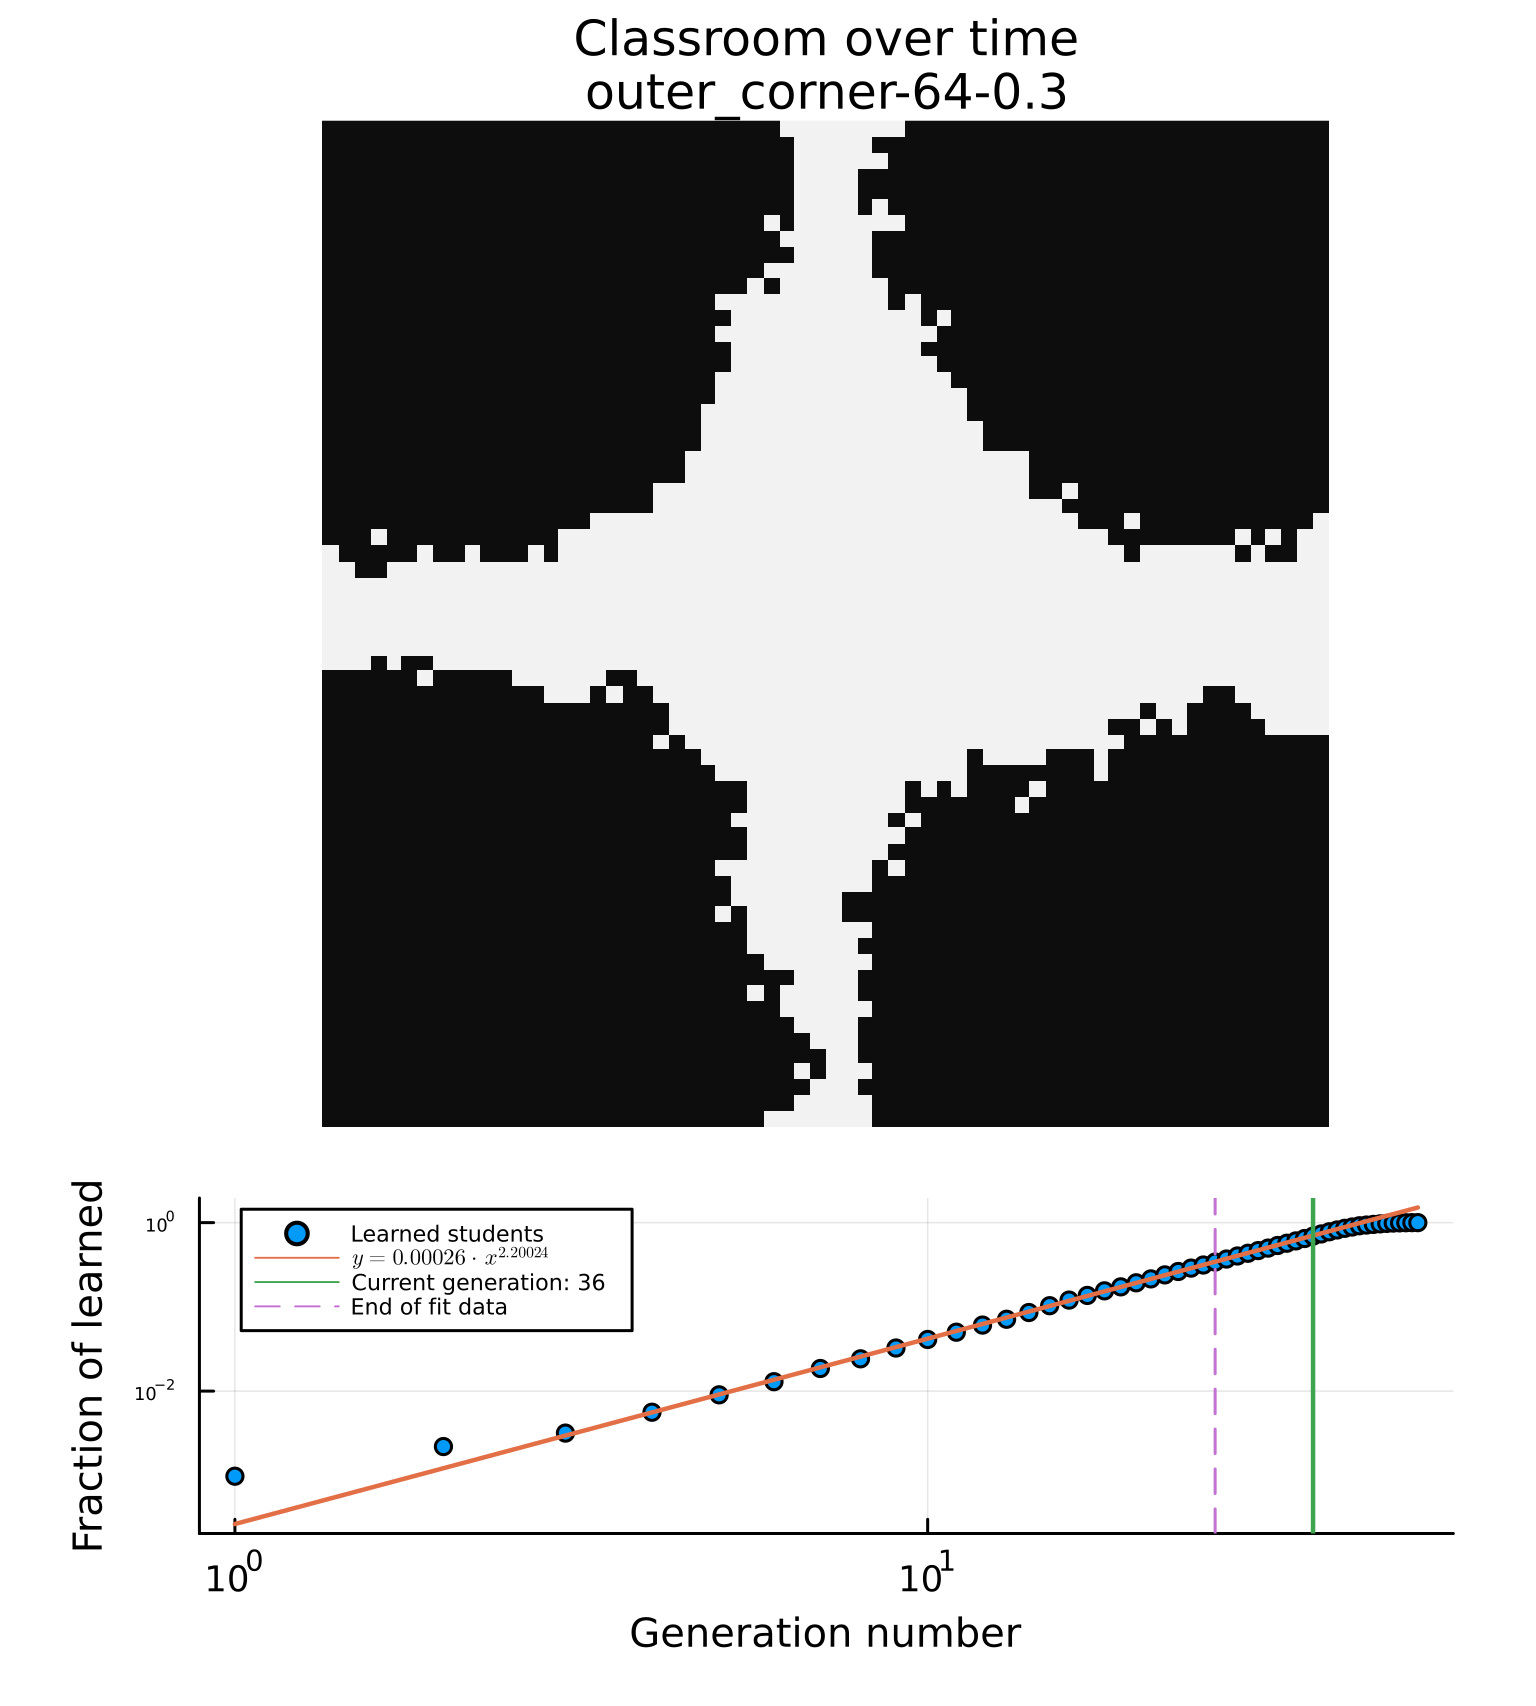 Classroom over time
outer_corner-64-0.3
Fraction of learned
10⁰
10⁻²
Learned students
y = 0.00026 · x²·²⁰⁰²⁴
Current generation: 36
End of fit data
10⁰
10¹
Generation number